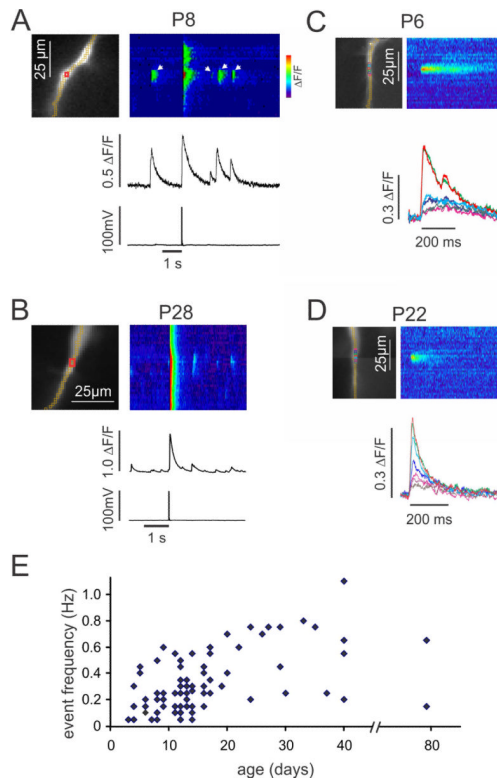 A
P8
25 µm
ΔF/F
0.5 ΔF/F
100mV
1 s
B
P28
25µm
1.0 ΔF/F
100mV
1 s
C
P6
25 µm
0.3 ΔF/F
200 ms
D
P22
25µm
0.3 ΔF/F
200 ms
E
event frequency (Hz)
1.0
0.8
0.6
0.4
0.2
0
0 10 20 30 40 80
age (days)